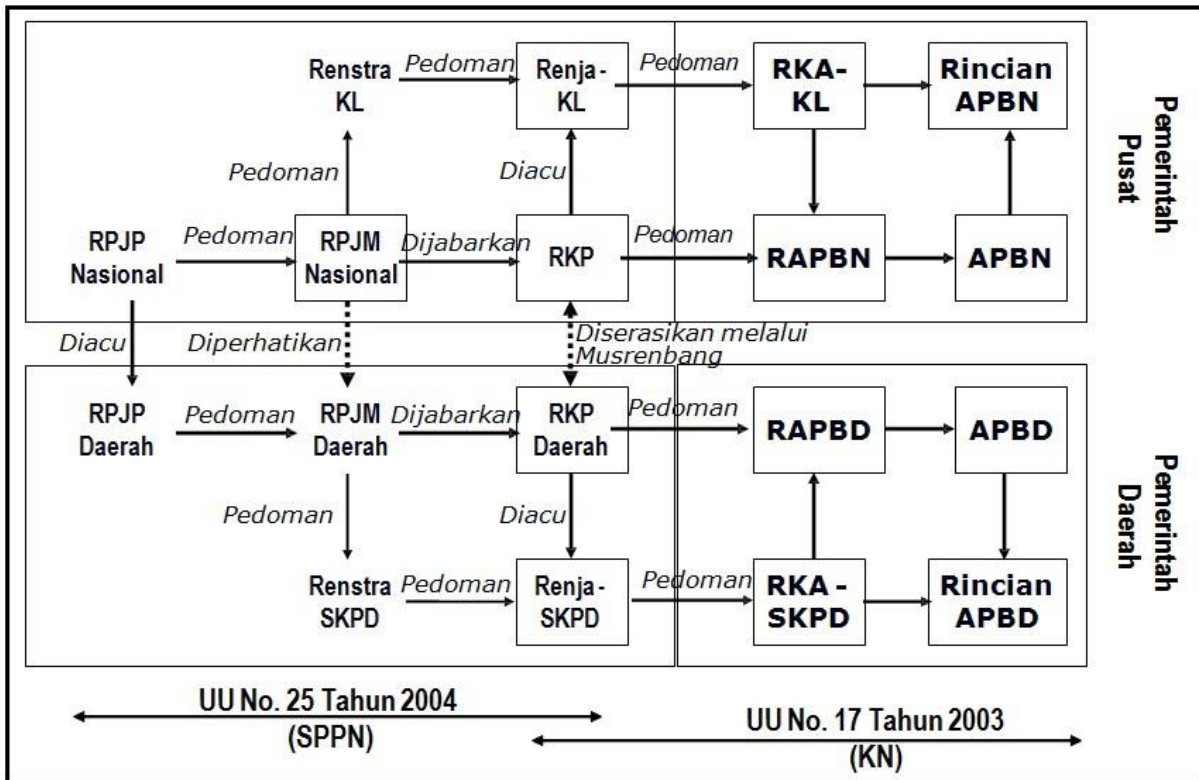 Renstra
KL
Pedoman
Renja-
KL
Pedoman
RKA-
KL
Rincian
APBN
Pemerintah
Pusat
Pedoman
Diacu
RPJP
Nasional
Pedoman
RPJM
Nasional
Dijabarkan
RKP
Pedoman
RAPBN
APBN
Diacu
Diperhatikan
Diserasikan melalui
Musrenbang
RPJP
Daerah
Pedoman
RPJM
Daerah
Dijabarkan
RKP
Daerah
Pedoman
RAPBD
APBD
Pemerintah
Daerah
Pedoman
Diacu
Renstra
SKPD
Pedoman
Renja-
SKPD
Pedoman
RKA -
SKPD
Rincian
APBD
UU No. 25 Tahun 2004
(SPPN)
UU No. 17 Tahun 2003
(KN)